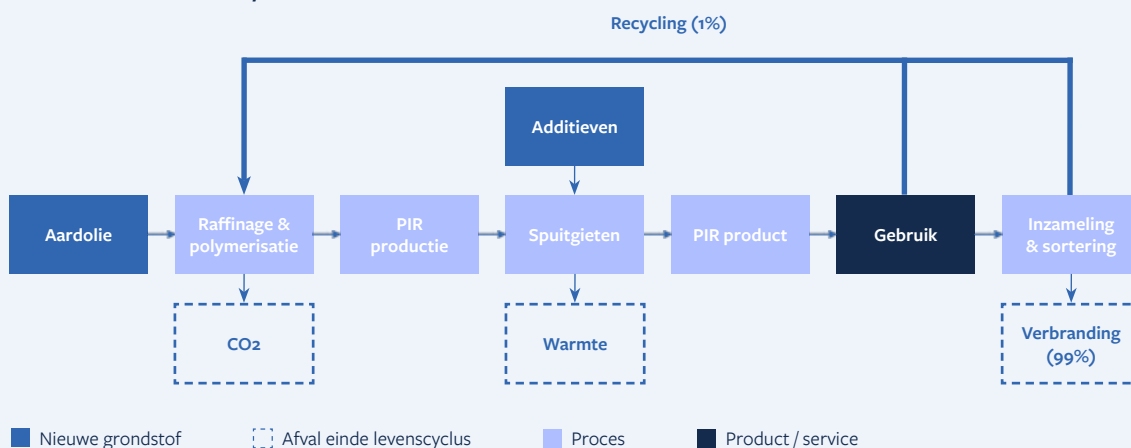 Recycling (1%)
Additieven
Aardolie
Raffinage &
polymerisatie
PIR
productie
Spuitgieten
PIR product
Gebruik
Inzameling
& sortering
CO2
Warmte
Verbranding
(99%)
Nieuwe grondstof
Afval einde levenscyclus
Proces
Product / service